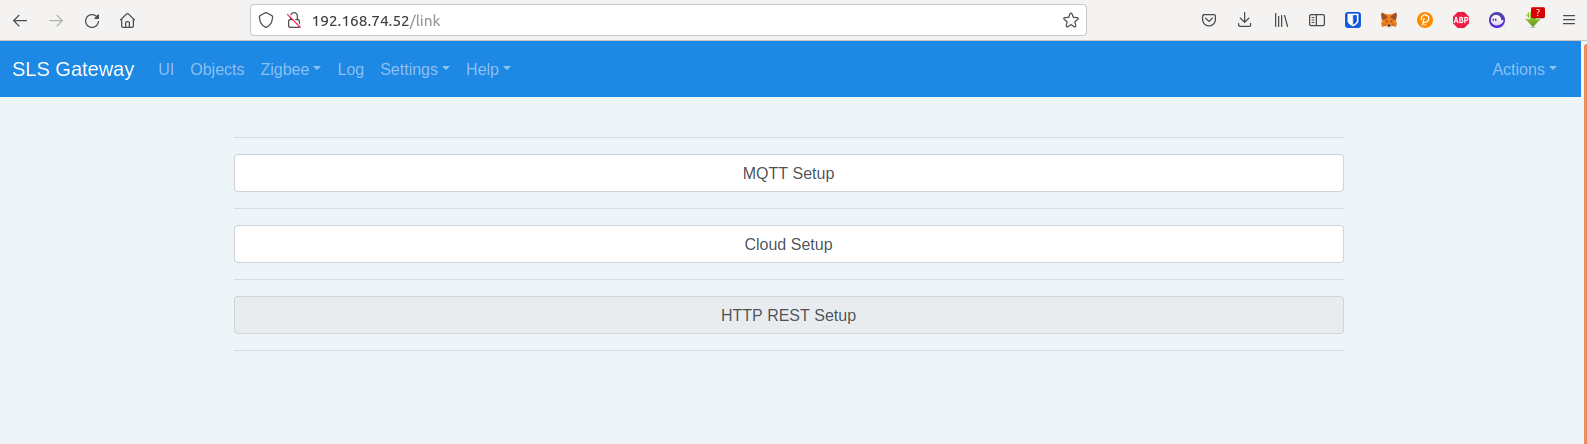 192.168.74.52/link
ABP
?
SLS Gateway UI Objects Zigbee Log Settings Help Actions
MQTT Setup
Cloud Setup
HTTP REST Setup